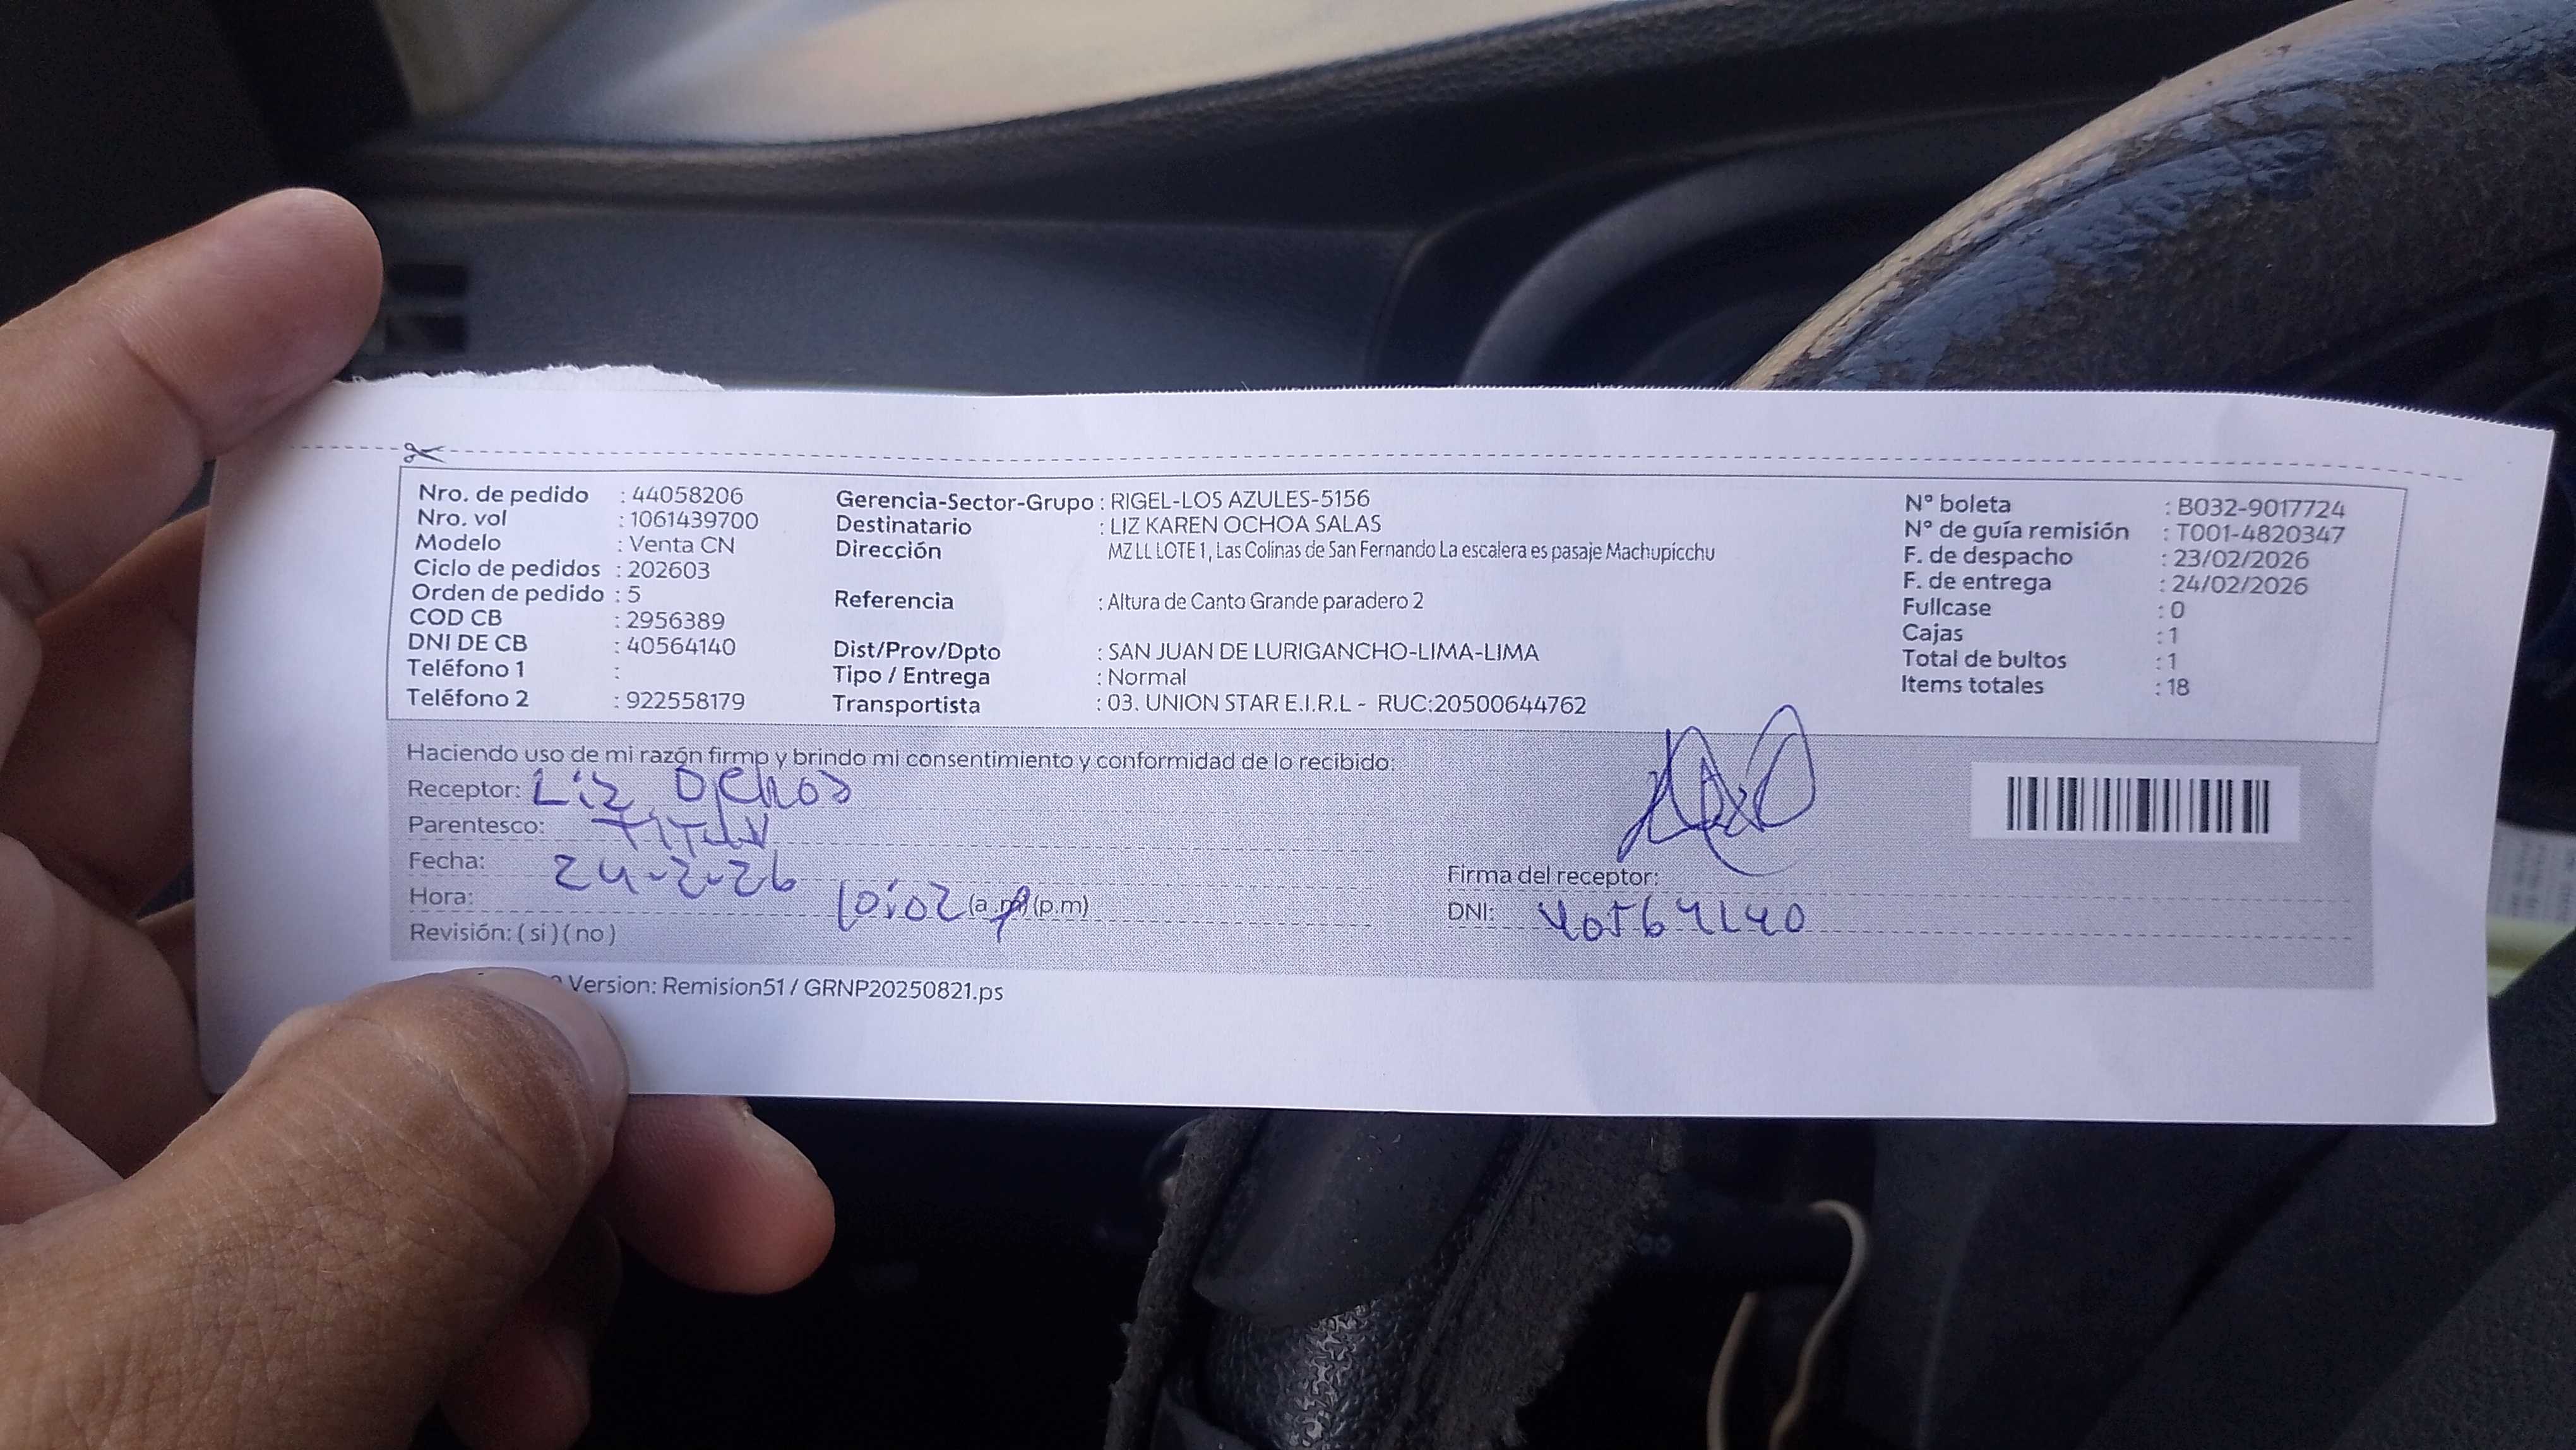 Nro. de pedido : 44058206
Nro. vol : 1061439700
Modelo : Venta CN
Ciclo de pedidos : 202603
Orden de pedido : 5
COD CB : 2956389
DNI DE CB : 40564140
Teléfono 1 :
Teléfono 2 : 922558179
Gerencia-Sector-Grupo : RIGEL-LOS AZULES-5156
Destinatario : LIZ KAREN OCHOA SALAS
Dirección MZ LL LOTE 1, Las Colinas de San Fernando La escalera es pasaje Machupicchu
Referencia : Altura de Canto Grande paradero 2
Dist/Prov/Dpto : SAN JUAN DE LURIGANCHO-LIMA-LIMA
Tipo / Entrega : Normal
Transportista : 03. UNION STAR E.I.R.L - RUC:20500644762
N° boleta : B032-9017724
N° de guía remisión : T001-4820347
F. de despacho : 23/02/2026
F. de entrega : 24/02/2026
Fullcase : 0
Cajas : 1
Total de bultos : 1
Items totales : 18
Haciendo uso de mi razón firmo y brindo mi consentimiento y conformidad de lo recibido:
Receptor: Liz Ochoa
Parentesco: Titular
Fecha: 24-2-26
Hora: 10:02 (a.m) (p.m)
Revisión: ( si ) ( no )
Firma del receptor:
DNI: 40564140
Version: Remision51 / GRNP20250821.ps